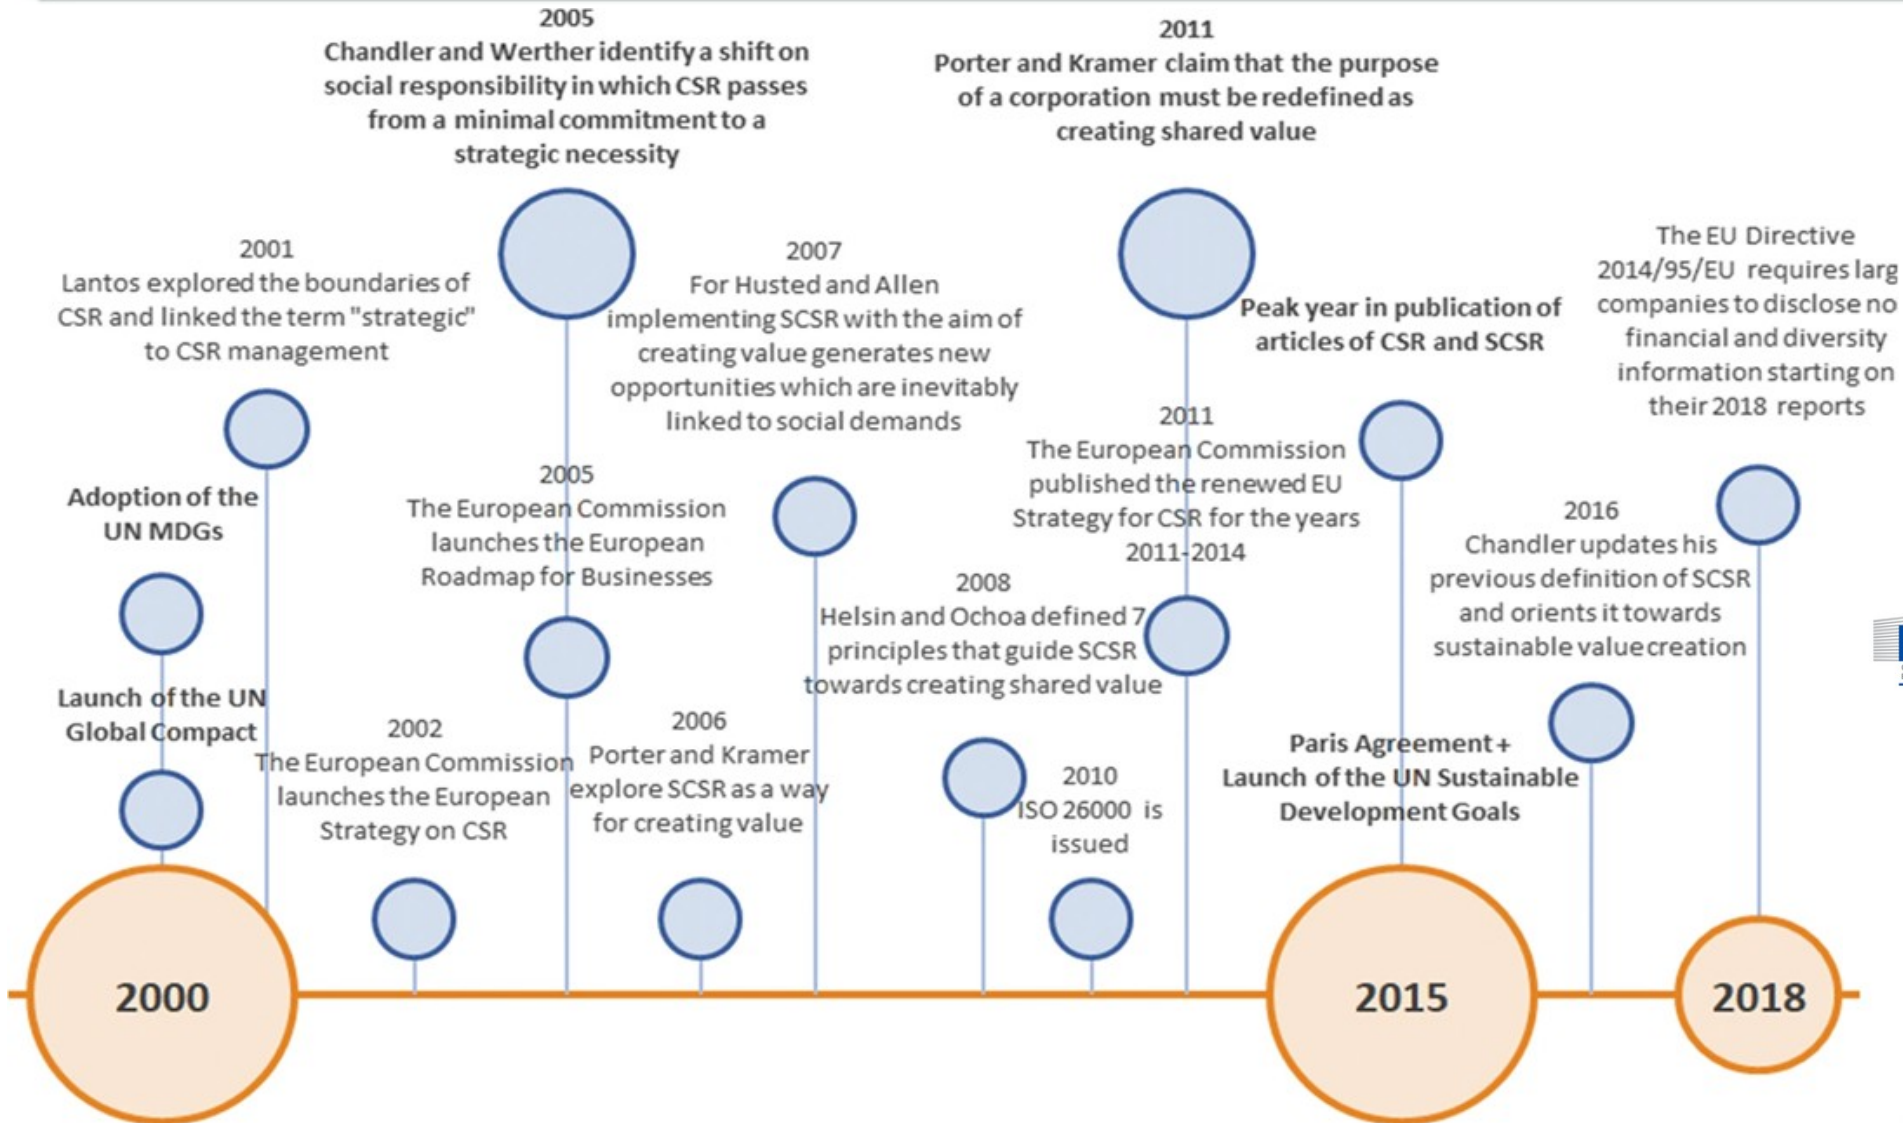 2005
Chandler and Werther identify a shift on
social responsibility in which CSR passes
from a minimal commitment to a
strategic necessity
2011
Porter and Kramer claim that the purpose
of a corporation must be redefined as
creating shared value
2001
Lantos explored the boundaries of
CSR and linked the term "strategic"
to CSR management
2007
For Husted and Allen
implementing SCSR with the aim of
creating value generates new
opportunities which are inevitably
linked to social demands
Peak year in publication of
articles of CSR and SCSR
The EU Directive
2014/95/EU requires larg
companies to disclose no
financial and diversity
information starting on
their 2018 reports
Adoption of the
UN MDGs
2005
The European Commission
launches the European
Roadmap for Businesses
2011
The European Commission
published the renewed EU
Strategy for CSR for the years
2011-2014
2016
Chandler updates his
previous definition of SCSR
and orients it towards
sustainable value creation
2008
Helsin and Ochoa defined 7
principles that guide SCSR
towards creating shared value
Launch of the UN
Global Compact
2002
The European Commission
launches the European
Strategy on CSR
2006
Porter and Kramer
explore SCSR as a way
for creating value
2010
ISO 26000 is
issued
Paris Agreement +
Launch of the UN Sustainable
Development Goals
2000
2015
2018